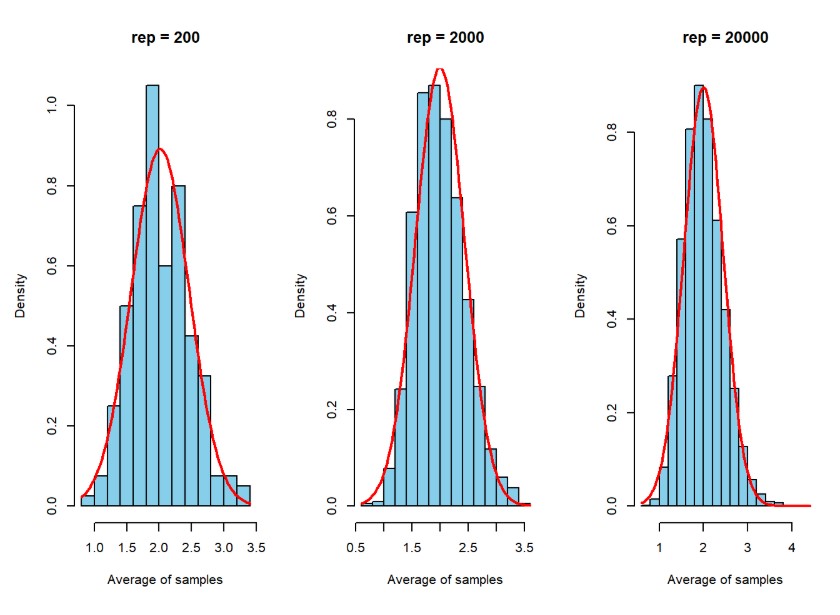 rep = 200
Density
0.0 0.2 0.4 0.6 0.8 1.0
1.0 1.5 2.0 2.5 3.0 3.5
Average of samples
rep = 2000
Density
0.0 0.2 0.4 0.6 0.8
0.5 1.5 2.5 3.5
Average of samples
rep = 20000
Density
0.0 0.2 0.4 0.6 0.8
1 2 3 4
Average of samples